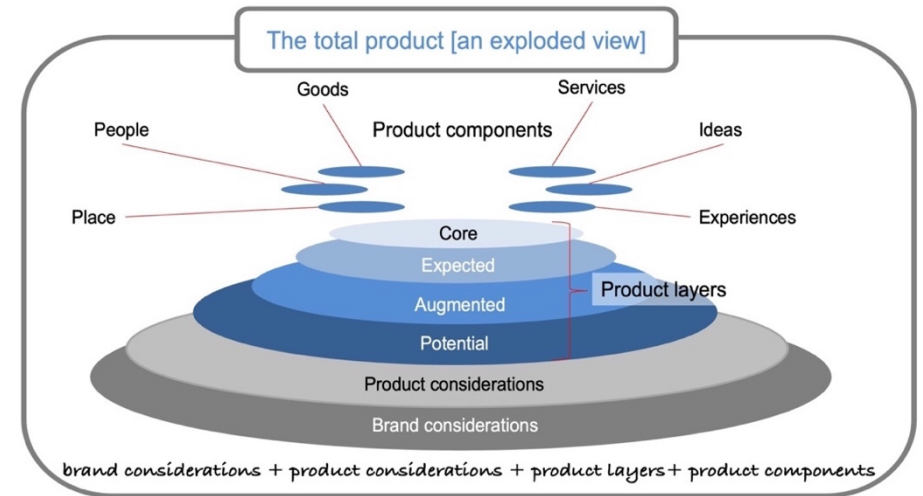 The total product [an exploded view]
Goods
Services
People
Product components
Ideas
Place
Experiences
Core
Expected
Product layers
Augmented
Potential
Product considerations
Brand considerations
brand considerations + product considerations + product layers+ product components